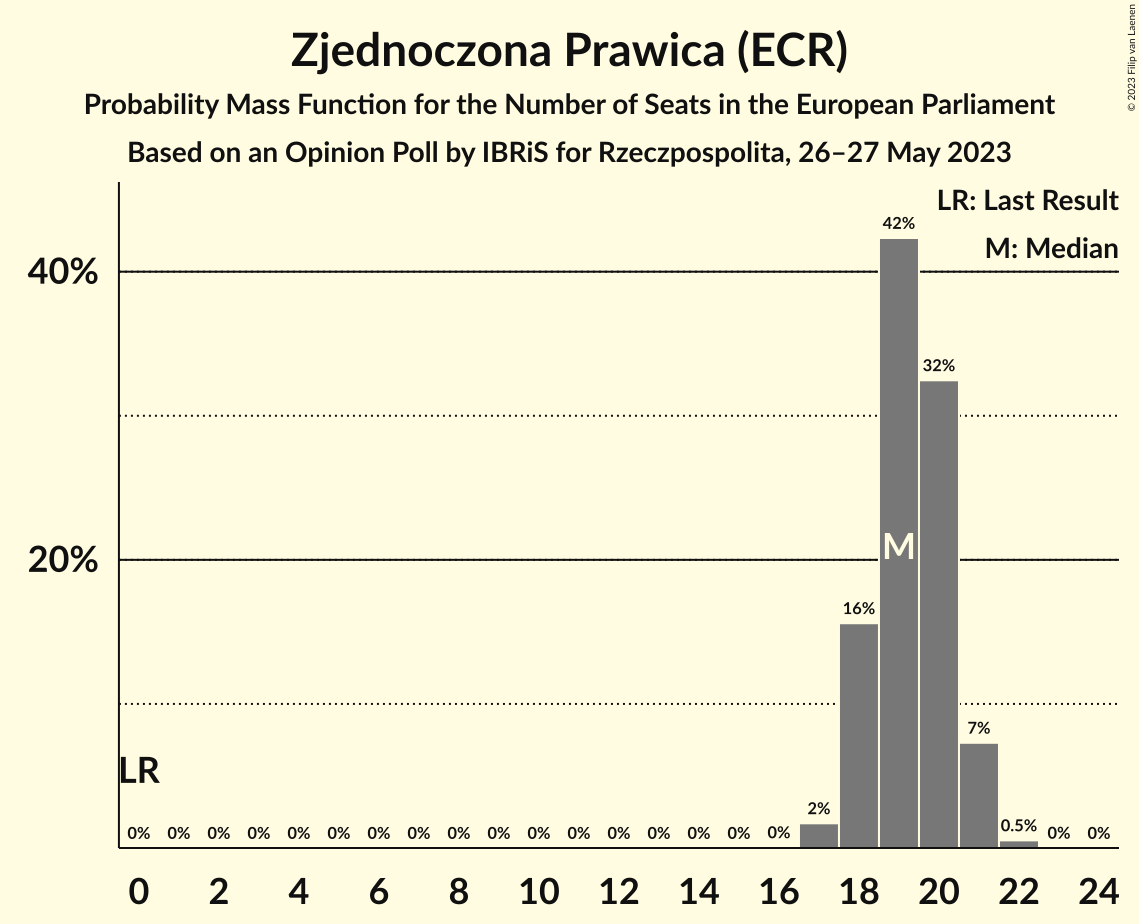 Zjednoczona Prawica (ECR)
Probability Mass Function for the Number of Seats in the European Parliament
Based on an Opinion Poll by IBRiS for Rzeczpospolita, 26–27 May 2023
© 2023 Filip van Laenen
LR: Last Result
M: Median
42%
40%
32%
M
20%
16%
7%
LR
2%
0.5%
0% 0% 0% 0% 0% 0% 0% 0% 0% 0% 0% 0% 0% 0% 0% 0% 0% 0% 0%
0 2 4 6 8 10 12 14 16 18 20 22 24